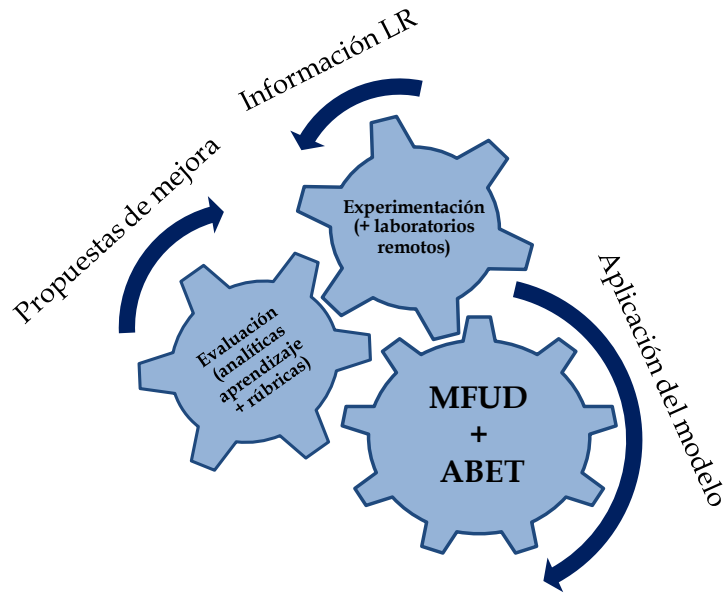 Información LR
Propuestas de mejora
Experimentación
(+ laboratorios
remotos)
Aplicación del modelo
Evaluación
(analíticas
aprendizaje
+ rúbricas)
MFUD
+
ABET